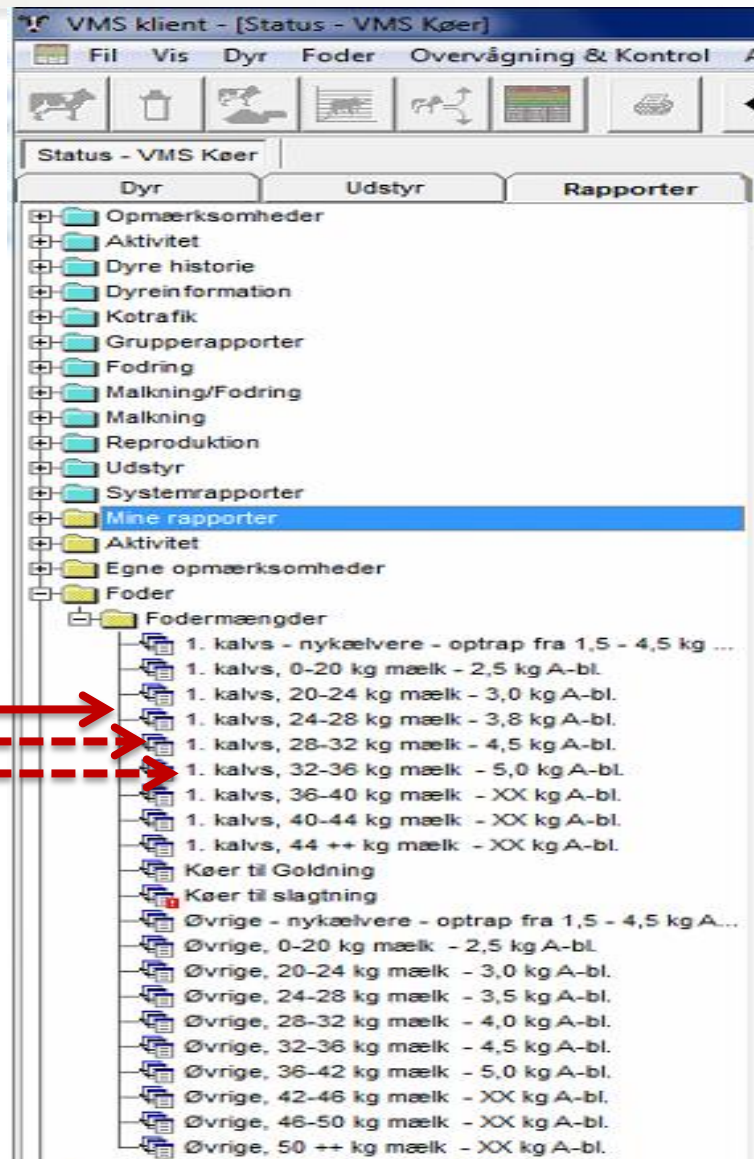 VMS klient - [Status - VMS Køer]
Fil Vis Dyr Foder Overvågning & Kontrol A
Status - VMS Køer
Dyr Udstyr Rapporter
Opmærksomheder
Aktivitet
Dyre historie
Dyreinformation
Kotrafik
Grupperapporter
Fodring
Malkning/Fodring
Malkning
Reproduktion
Udstyr
Systemrapporter
Mine rapporter
Aktivitet
Egne opmærksomheder
Foder
Fodermængder
1. kalvs - nykælvere - optrap fra 1,5 - 4,5 kg ...
1. kalvs, 0-20 kg mælk - 2,5 kg A-bl.
1. kalvs, 20-24 kg mælk - 3,0 kg A-bl.
1. kalvs, 24-28 kg mælk - 3,8 kg A-bl.
1. kalvs, 28-32 kg mælk - 4,5 kg A-bl.
1. kalvs, 32-36 kg mælk - 5,0 kg A-bl.
1. kalvs, 36-40 kg mælk - XX kg A-bl.
1. kalvs, 40-44 kg mælk - XX kg A-bl.
1. kalvs, 44 ++ kg mælk - XX kg A-bl.
Køer til Goldning
Køer til slagtning
Øvrige - nykælvere - optrap fra 1,5 - 4,5 kg A...
Øvrige, 0-20 kg mælk - 2,5 kg A-bl.
Øvrige, 20-24 kg mælk - 3,0 kg A-bl.
Øvrige, 24-28 kg mælk - 3,5 kg A-bl.
Øvrige, 28-32 kg mælk - 4,0 kg A-bl.
Øvrige, 32-36 kg mælk - 4,5 kg A-bl.
Øvrige, 36-42 kg mælk - 5,0 kg A-bl.
Øvrige, 42-46 kg mælk - XX kg A-bl.
Øvrige, 46-50 kg mælk - XX kg A-bl.
Øvrige, 50 ++ kg mælk - XX kg A-bl.